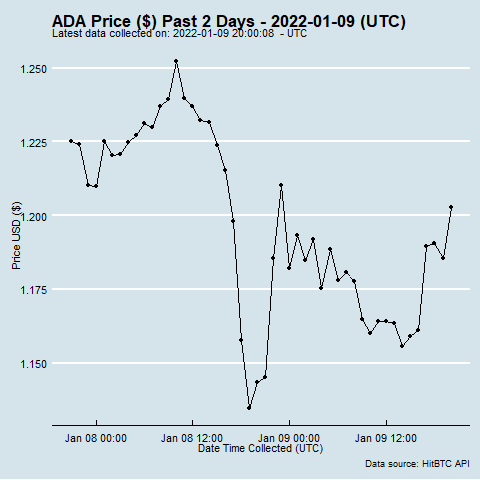 ADA Price ($) Past 2 Days - 2022-01-09 (UTC)
Latest data collected on: 2022-01-09 20:00:08 - UTC
1.250
1.225
1.200
1.175
1.150
Price USD ($)
Jan 08 00:00
Jan 08 12:00
Jan 09 00:00
Jan 09 12:00
Date Time Collected (UTC)
Data source: HitBTC API